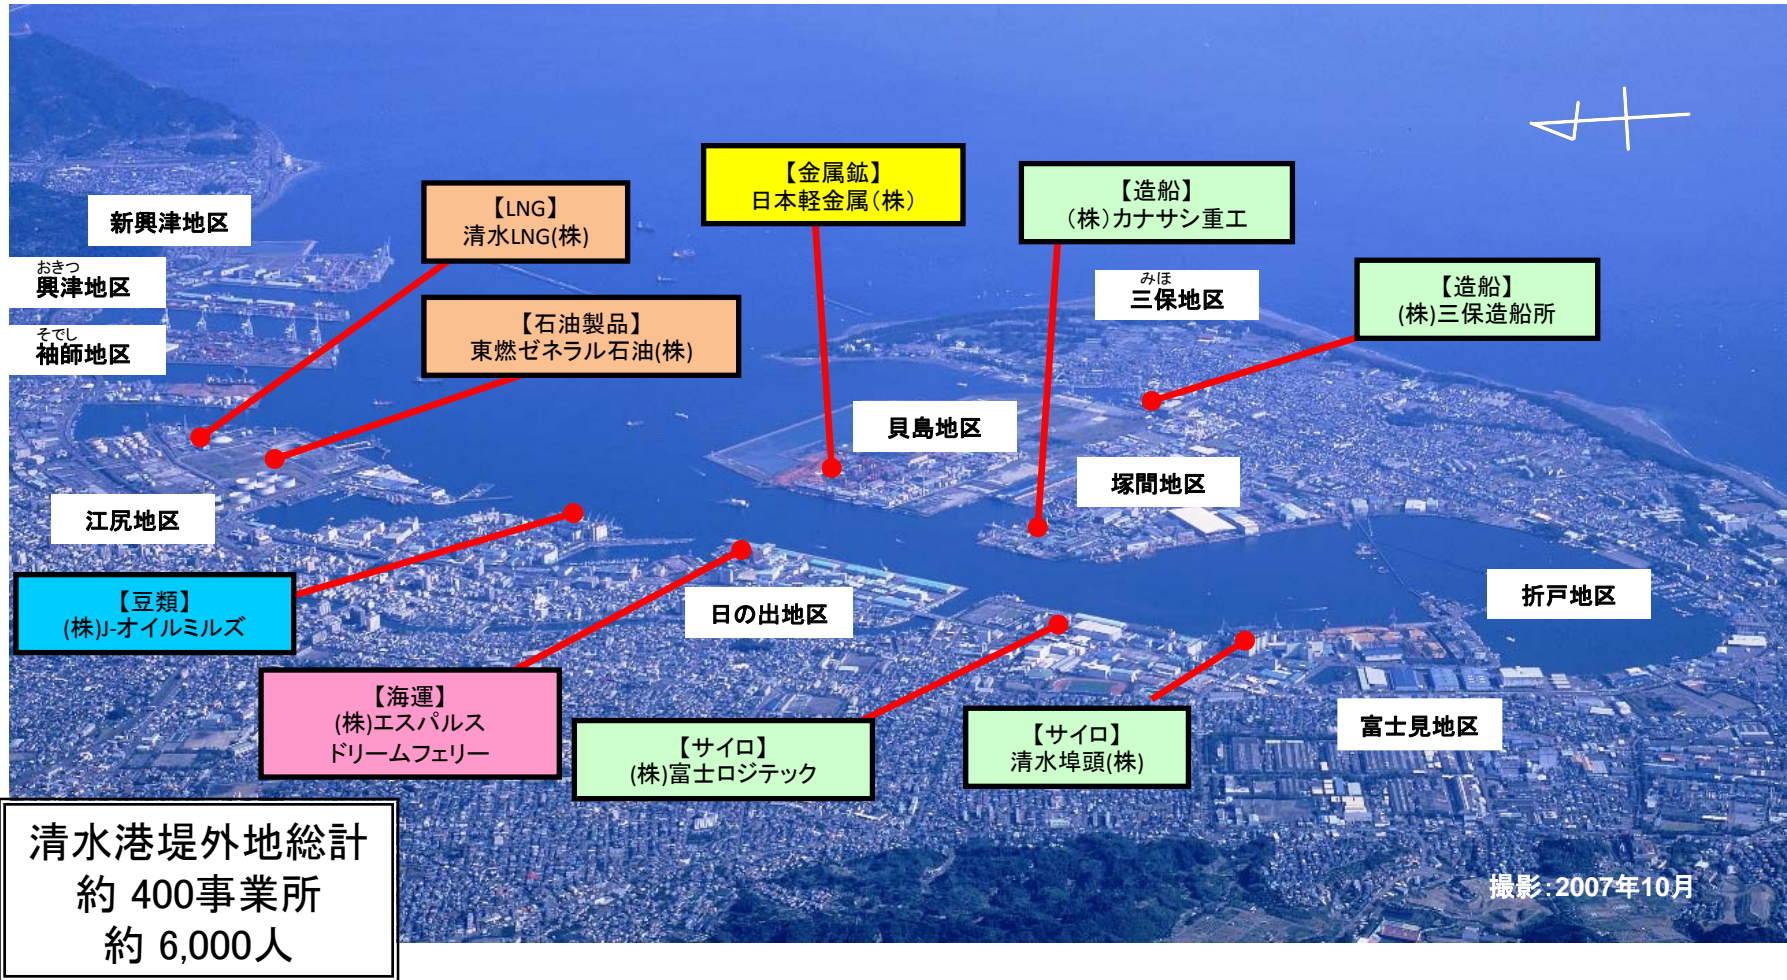 新興津地区
おきつ
興津地区
そでし
袖師地区
【LNG】
清水LNG(株)
【石油製品】
東燃ゼネラル石油(株)
【金属鉱】
日本軽金属(株)
【造船】
(株)カナサシ重工
みほ
三保地区
【造船】
(株)三保造船所
貝島地区
塚間地区
江尻地区
折戸地区
日の出地区
富士見地区
【豆類】
(株)J-オイルミルズ
【海運】
(株)エスパルス
ドリームフェリー
【サイロ】
(株)富士ロジテック
【サイロ】
清水埠頭(株)
清水港堤外地総計
約 400事業所
約 6,000人
撮影:2007年10月